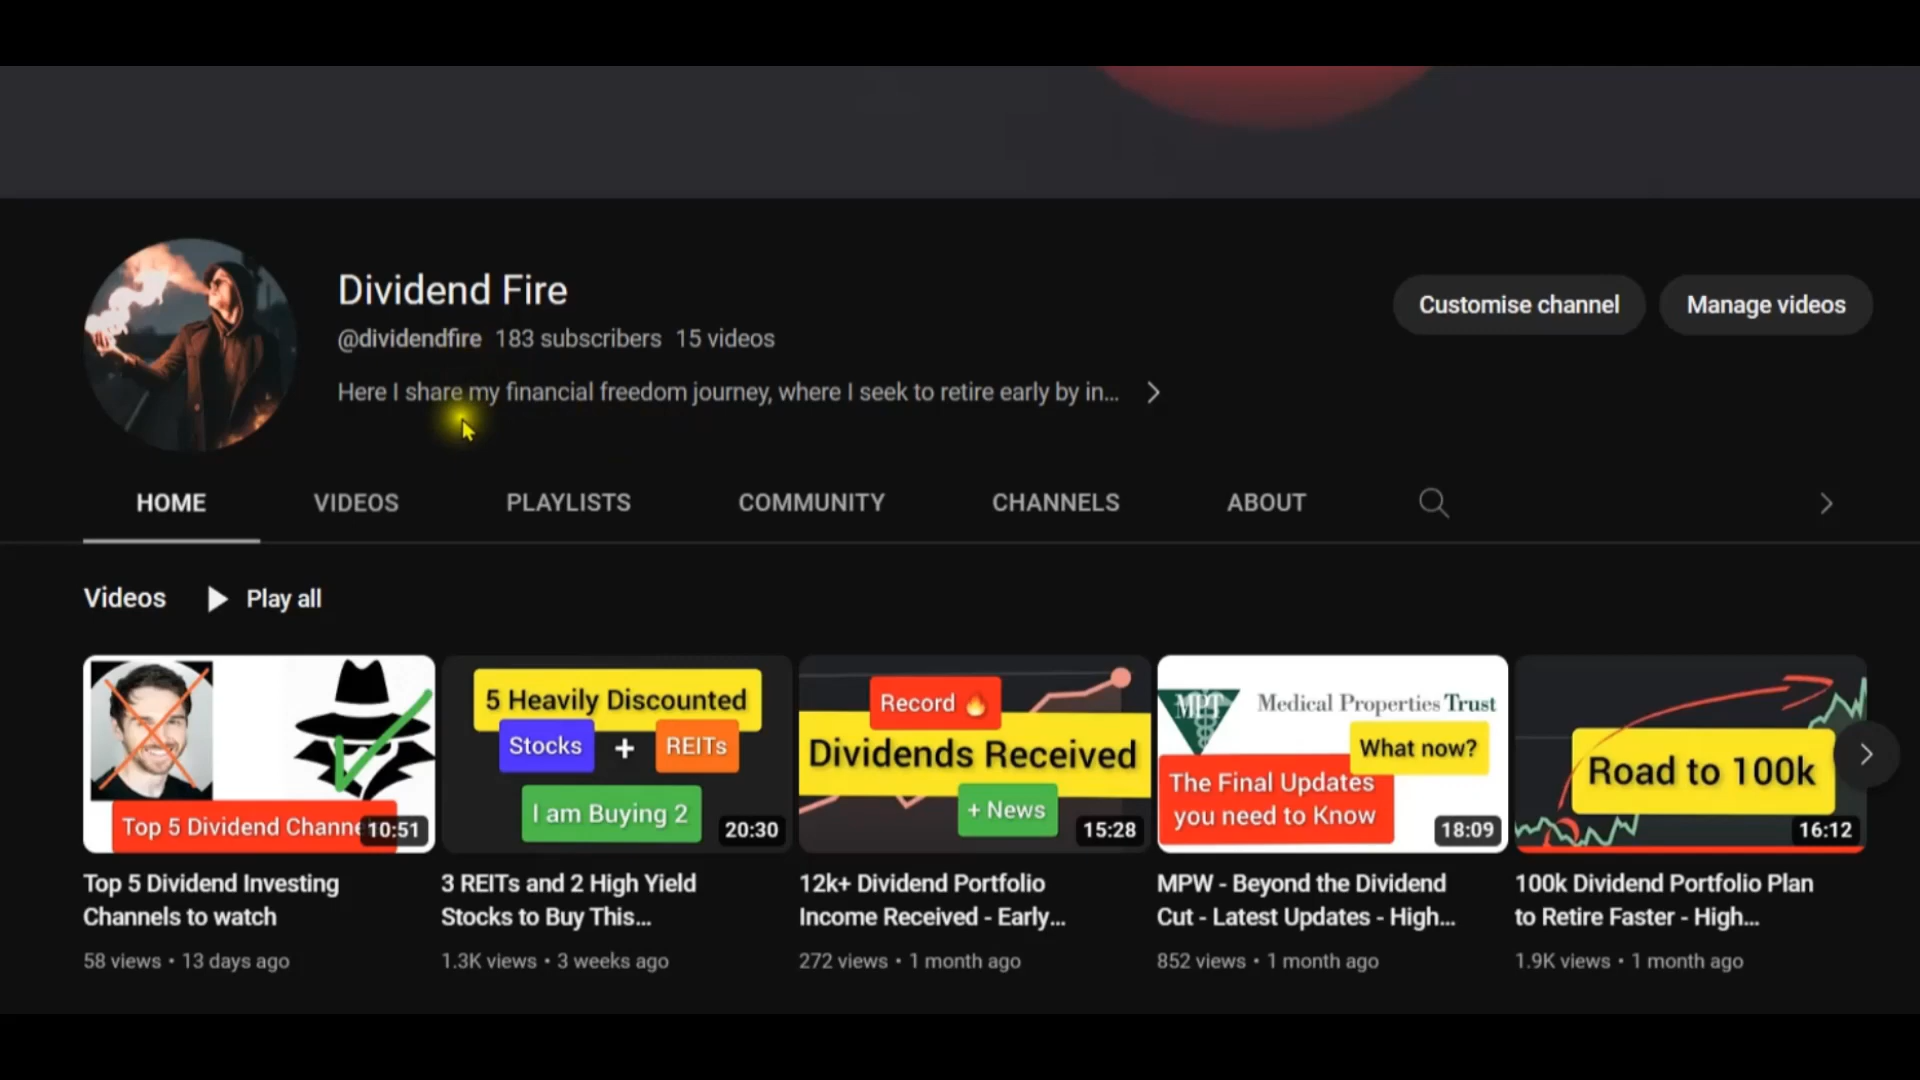 Dividend Fire
@dividendfire 183 subscribers 15 videos
Here I share my financial freedom journey, where I seek to retire early by in...
Customise channel
Manage videos
HOME
VIDEOS
PLAYLISTS
COMMUNITY
CHANNELS
ABOUT
Videos
Play all
Top 5 Dividend Channe
10:51
Top 5 Dividend Investing
Channels to watch
58 views • 13 days ago
5 Heavily Discounted
Stocks + REITs
I am Buying 2
20:30
3 REITs and 2 High Yield
Stocks to Buy This...
1.3K views • 3 weeks ago
Record 🔥
Dividends Received
+ News
15:28
12k+ Dividend Portfolio
Income Received - Early...
272 views • 1 month ago
MPT
Medical Properties Trust
What now?
The Final Updates
you need to Know
18:09
MPW - Beyond the Dividend
Cut - Latest Updates - High...
852 views • 1 month ago
Road to 100k
16:12
100k Dividend Portfolio Plan
to Retire Faster - High...
1.9K views • 1 month ago